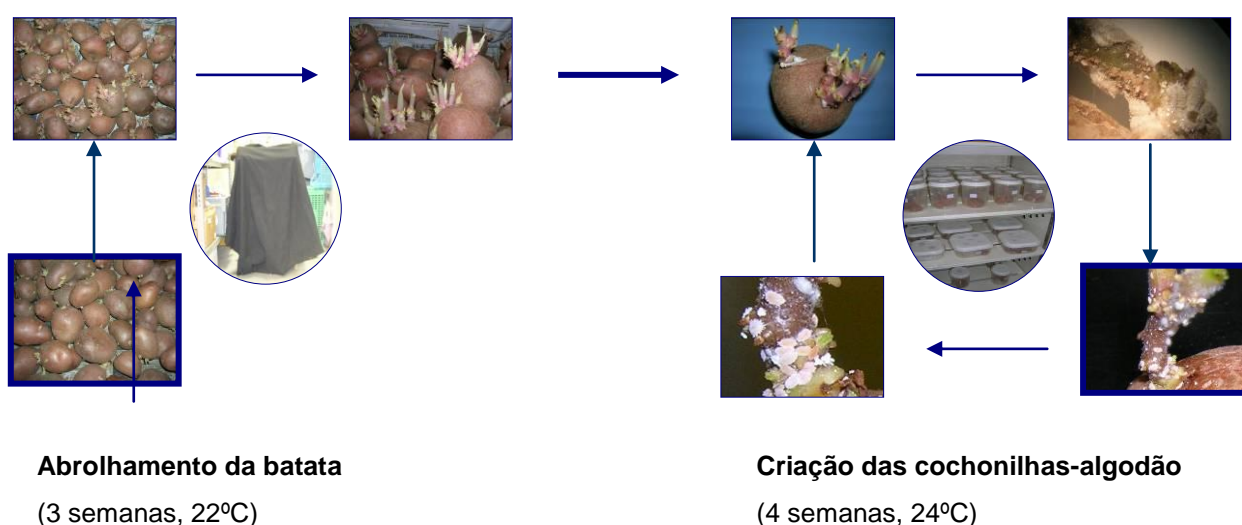 Abrolhamento da batata
(3 semanas, 22ºC)
Criação das cochonilhas-algodão
(4 semanas, 24ºC)